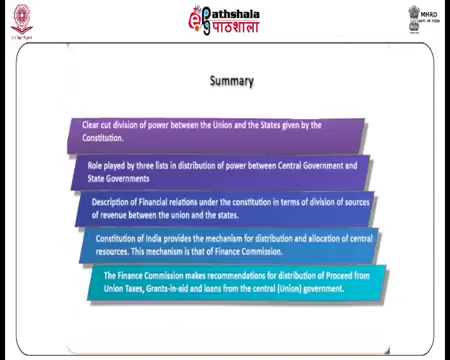 Pathshala
पाठशाला
MHRD
Govt. of India
Summary
Clear cut division of power between the Union and the States given by the
Constitution.
Role played by three lists in distribution of power between Central Government and
State Governments
Description of Financial relations under the constitution in terms of division of sources
of revenue between the union and the states.
Constitution of India provides the mechanism for distribution and allocation of central
resources. This mechanism is that of Finance Commission.
The Finance Commission makes recommendations for distribution of Proceed from
Union Taxes, Grants-in-aid and loans from the central (Union) government.